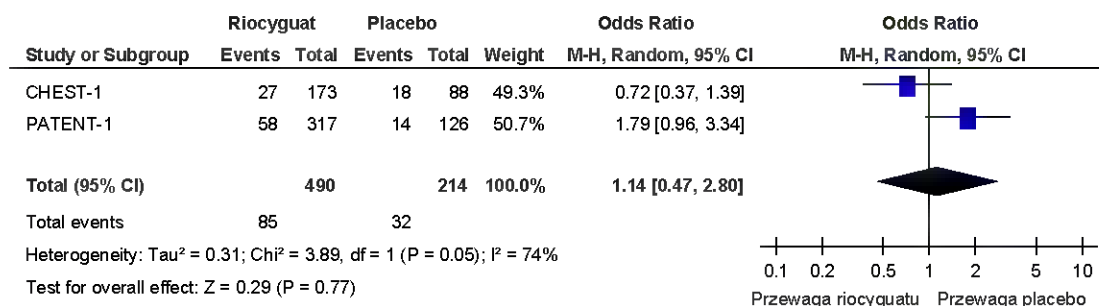 Riocyguat Placebo Odds Ratio Odds Ratio
Study or Subgroup Events Total Events Total Weight M-H, Random, 95% CI M-H, Random, 95% CI
CHEST-1 27 173 18 88 49.3% 0.72 [0.37, 1.39]
PATENT-1 58 317 14 126 50.7% 1.79 [0.96, 3.34]
Total (95% CI) 490 214 100.0% 1.14 [0.47, 2.80]
Total events 85 32
Heterogeneity: Tau² = 0.31; Chi² = 3.89, df = 1 (P = 0.05); I² = 74%
Test for overall effect: Z = 0.29 (P = 0.77)
0.1 0.2 0.5 1 2 5 10
Przewaga riocyguatu Przewaga placebo